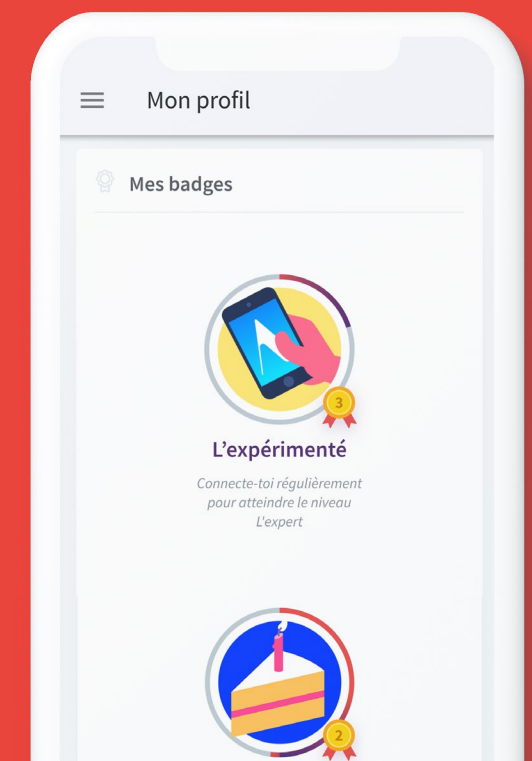 Mon profil
Mes badges
3
L'expérimenté
Connecte-toi régulièrement
pour atteindre le niveau
L'expert
2